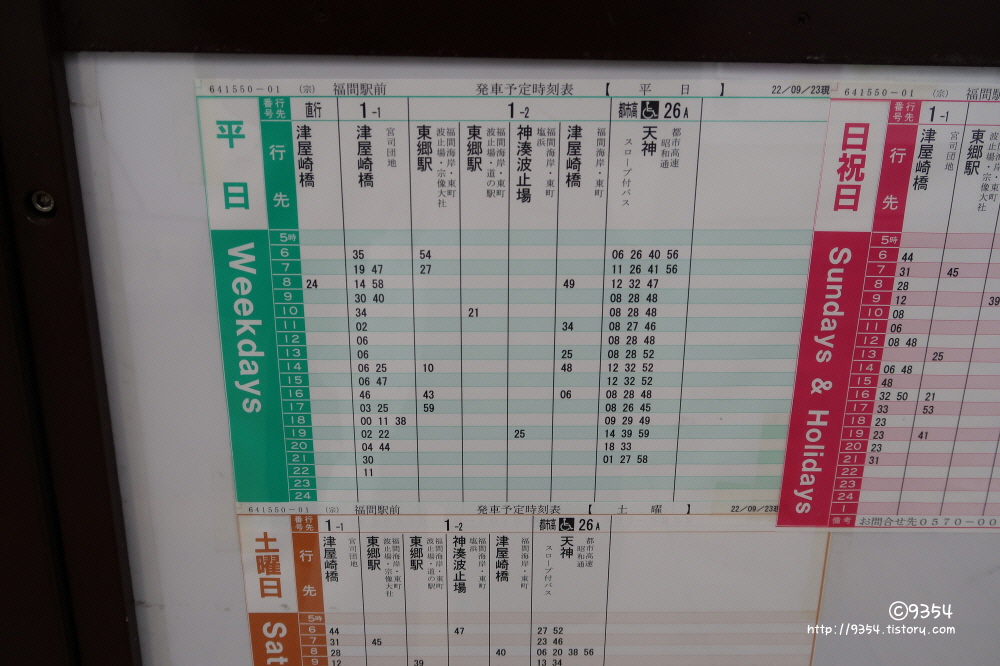 641550-01 (宗) 福間駅前 発車予定時刻表 【 平 日 】 22/09/23現
平日
Weekdays
番号 行先 直行 1-1 1-2 都市高 26A
行先
津屋崎橋
津屋崎橋 宮司団地
東郷駅 福間海岸・東町 波止場・宗像大社
東郷駅 福間海岸・東町 波止場・道の駅
神湊波止場 福間海岸・東町 塩浜
津屋崎橋 福間海岸・東町
天神 都市高速 昭和通 スロープ付バス
5時
6 35 54 06 26 40 56
7 19 47 27 11 26 41 56
8 24 14 58 49 12 32 47
9 30 40 08 28 48
10 34 21 08 28 48
11 02 34 08 27 46
12 06 08 28 48
13 06 25 08 28 52
14 06 25 10 48 12 32 52
15 06 47 12 32 52
16 46 43 06 08 28 48
17 03 25 59 08 26 45
18 00 11 38 09 29 49
19 02 22 25 14 39 59
20 04 44 18 33
21 30 01 27 58
22 11
23
24
641550-01 (宗) 福間駅前
日祝日
Sundays & Holidays
番号 行先 1-1
行先
津屋崎橋 宮司団地
東郷駅
5時
6 44
7 31 45
8 28
9 12 39
10 08
11 06
12 08 48
13 25
14 06 48
15 48
16 32 50 21
17 33 53
18 23
19 23 41
20 22
21 31
22
23
24
1
備考 お問合せ先0570-00
641550-01 (宗) 福間駅前 発車予定時刻表 【 土 曜 】 22/09/23現
土曜日
Sat
番号 行先 1-1 1-2 都市高 26A
行先
津屋崎橋 宮司団地
東郷駅 福間海岸・東町 波止場・宗像大社
東郷駅 福間海岸・東町 波止場・道の駅
神湊波止場 福間海岸・東町 塩浜
津屋崎橋 福間海岸・東町
天神 都市高速 昭和通 スロープ付バス
5時
6 44 47 27 52
7 31 45 23 46
8 28 40 06 20 38 56
9 12 39 13 34
©9354
http://9354.tistory.com/